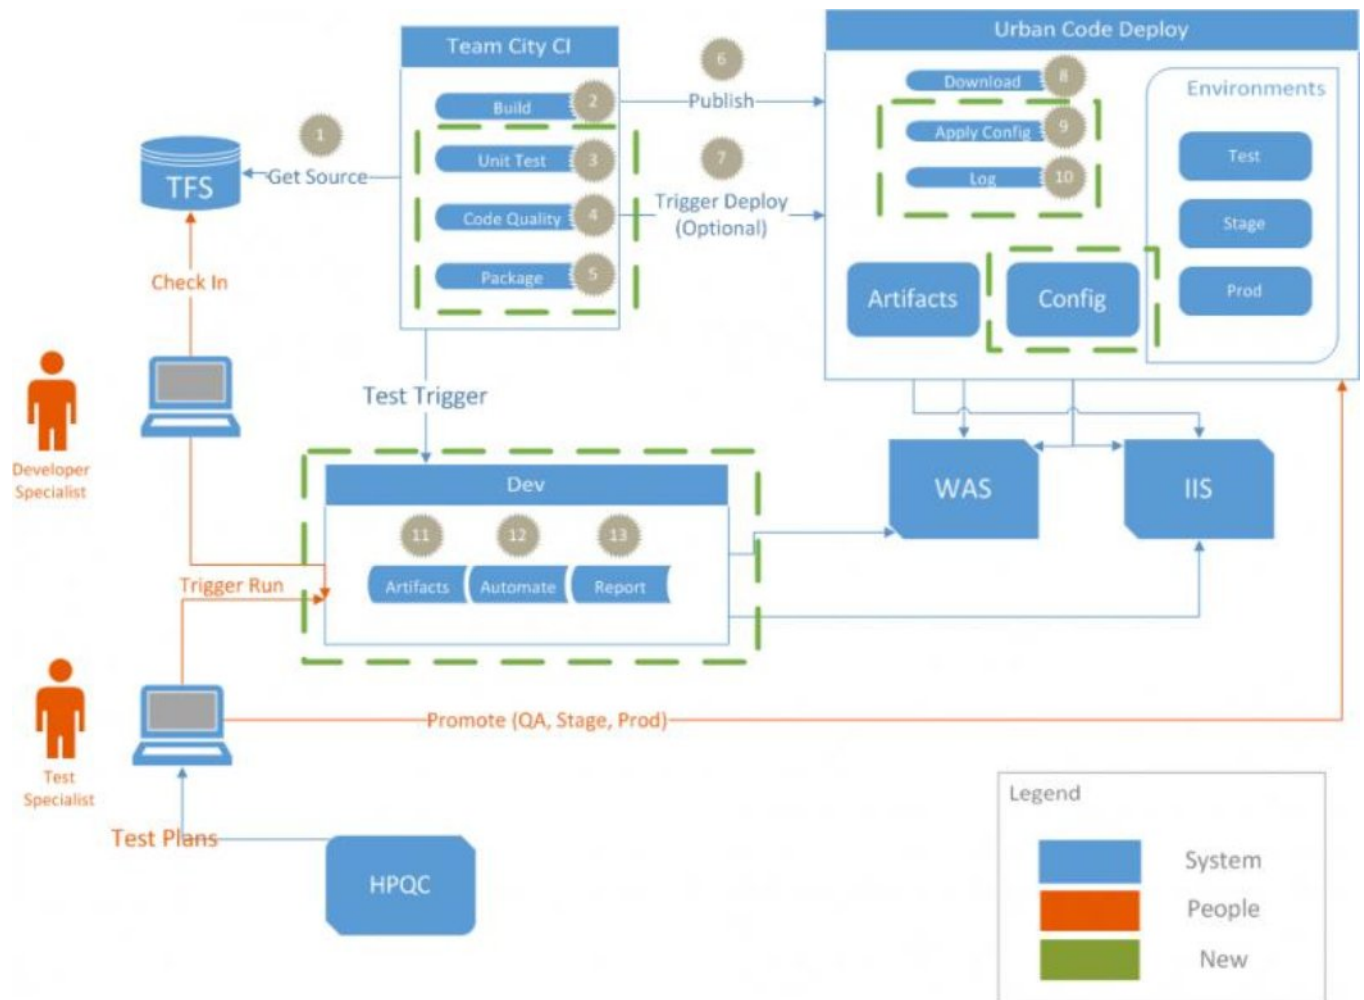 Team City CI
Build
2
Unit Test
3
Code Quality
4
Package
5
1
Get Source
TFS
Check In
6
Publish
7
Trigger Deploy
(Optional)
Urban Code Deploy
Download
8
Apply Config
9
Log
10
Environments
Test
Stage
Prod
Artifacts
Config
Developer
Specialist
Test Trigger
Dev
11
12
13
Artifacts
Automate
Report
WAS
IIS
Trigger Run
Test
Specialist
Promote (QA, Stage, Prod)
Test Plans
HPQC
Legend
System
People
New